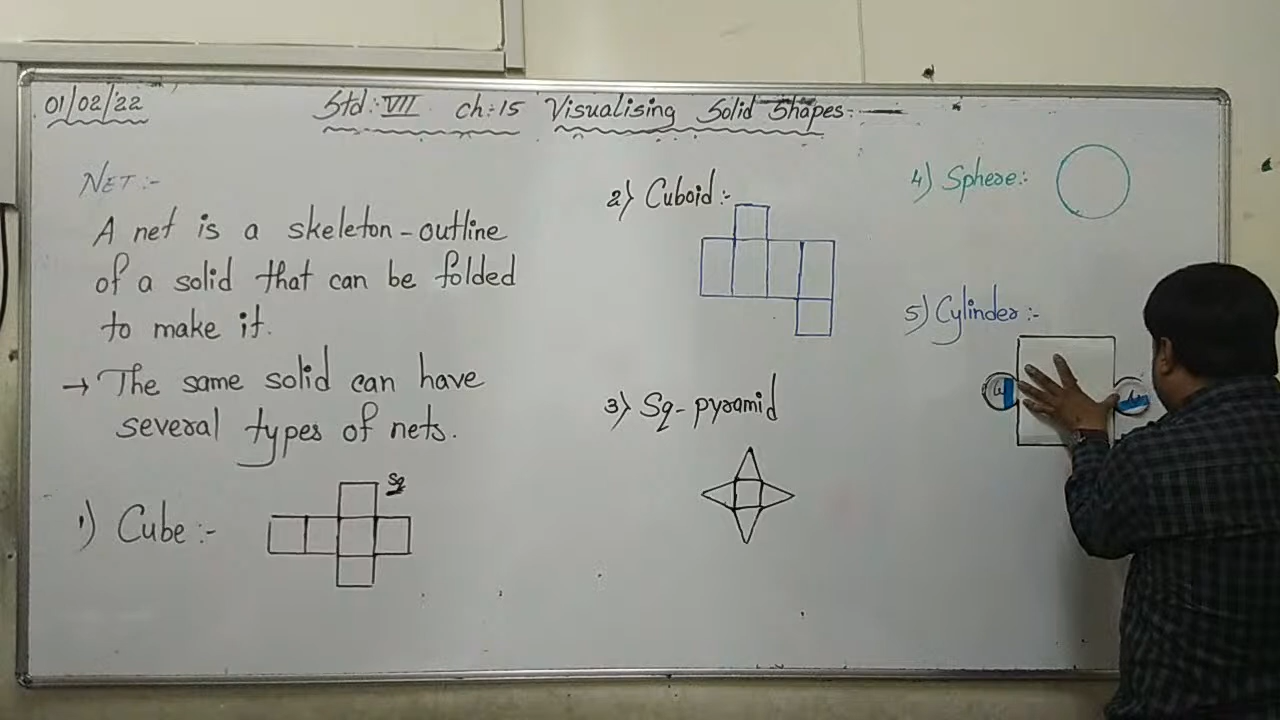 01/02/22
Std:VII ch:15 Visualising Solid Shapes:-
NET:-
A net is a skeleton-outline
of a solid that can be folded
to make it.
→ The same solid can have
several types of nets.
1) Cube:-
Sq
2) Cuboid:-
3) Sq-pyramid
4) Sphere:-
5) Cylinder:-